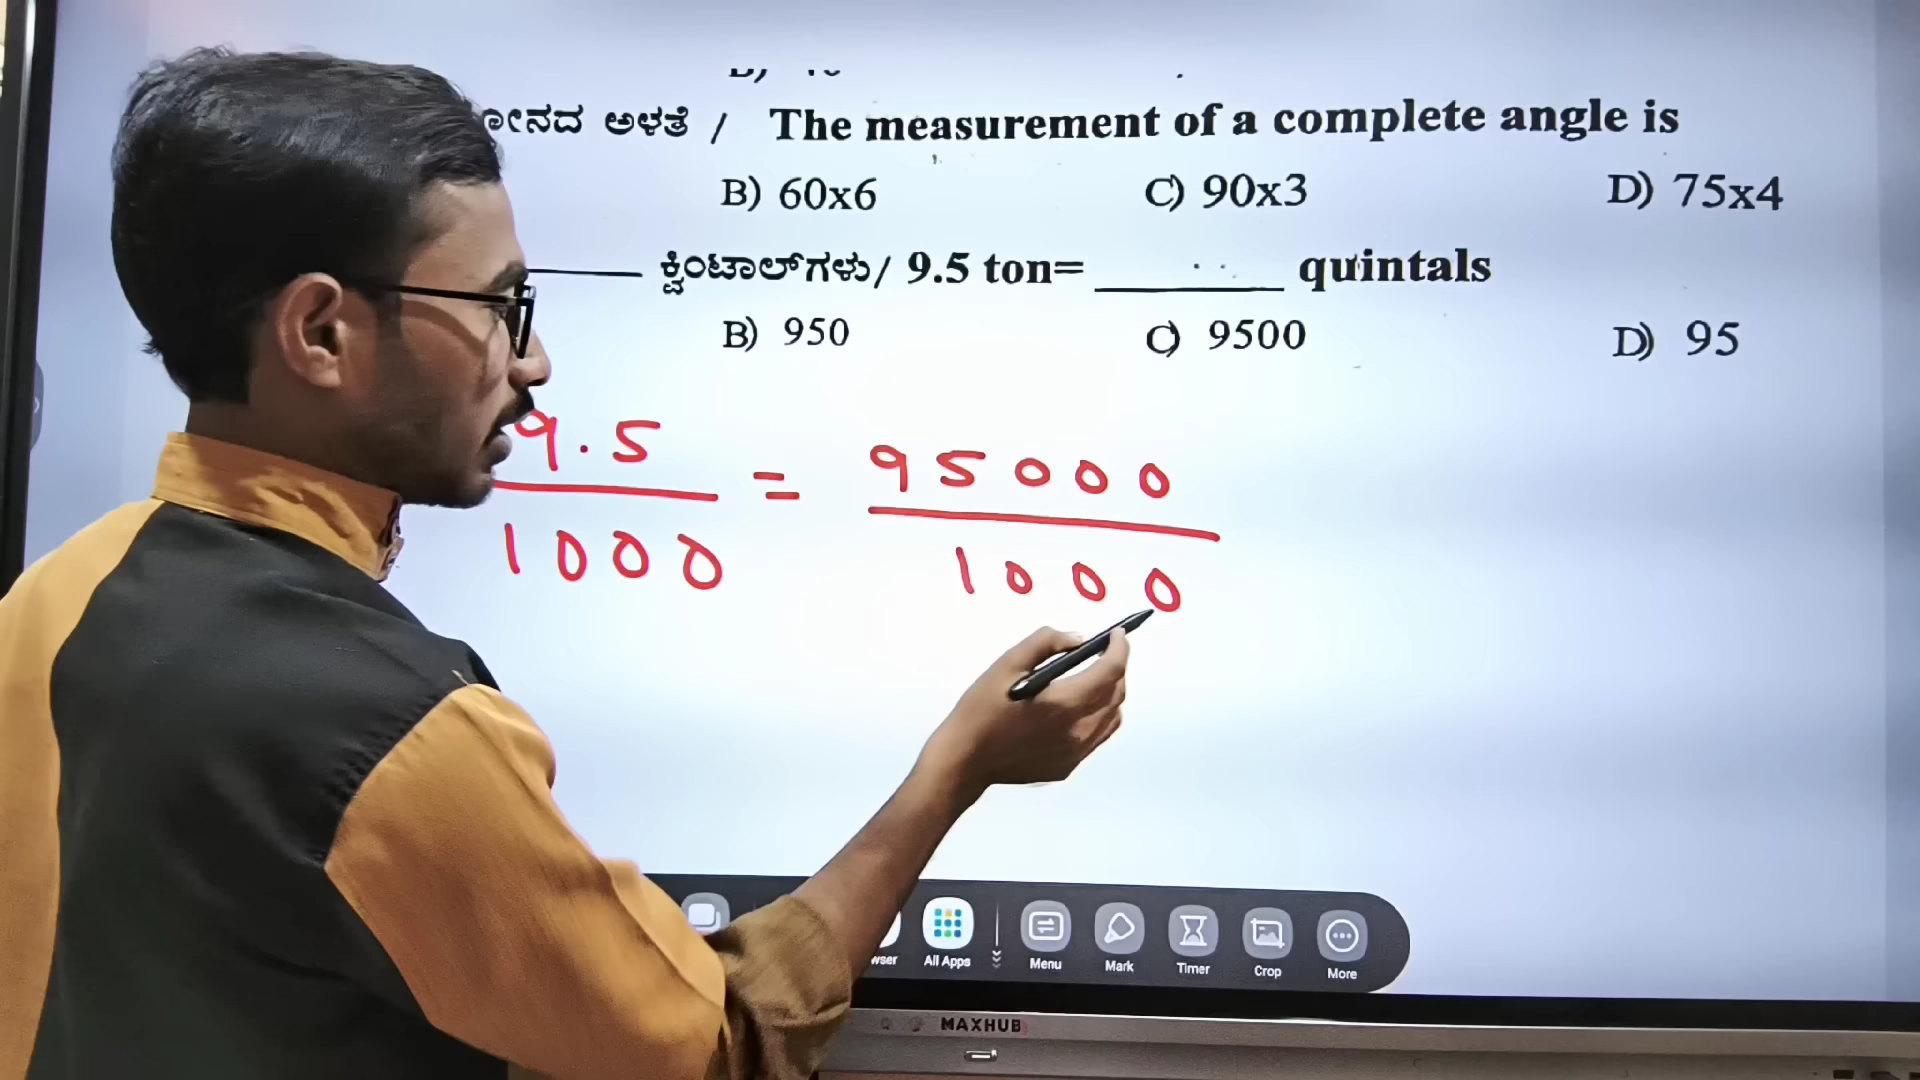 ಅಳತೆ / The measurement of a complete angle is
B) 60x6 C) 90x3 D) 75x4
ಕ್ವಿಂಟಾಲ್‌ಗಳು/ 9.5 ton= ________ quintals
B) 950 C) 9500 D) 95
9.5 = 95000
1000 1000
All Apps Menu Mark Timer Crop More
MAXHUB